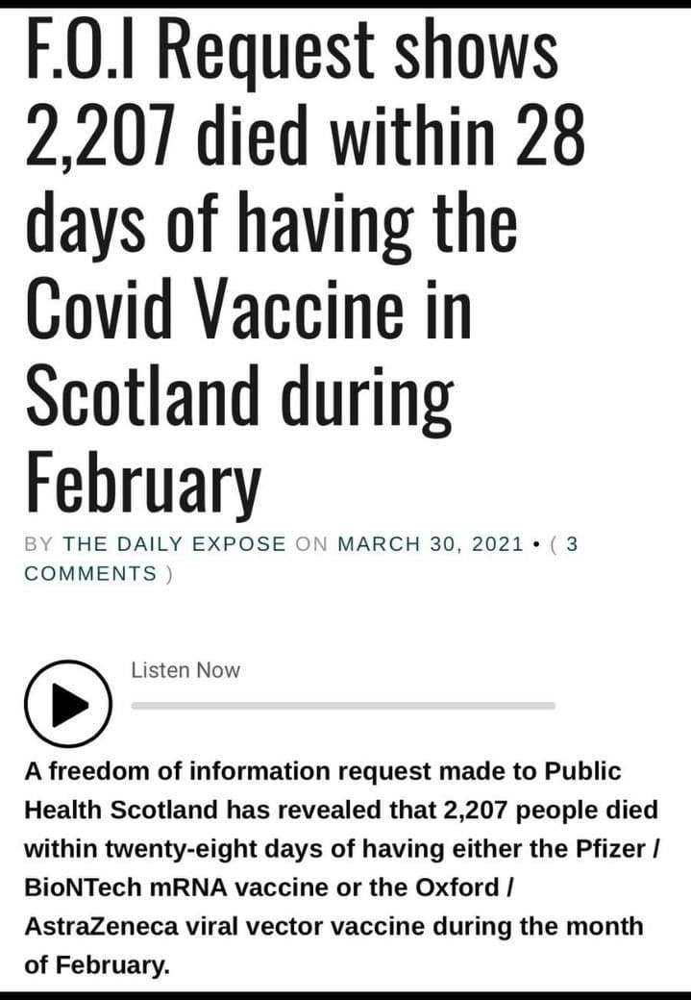 F.O.I Request shows
2,207 died within 28
days of having the
Covid Vaccine in
Scotland during
February
BY THE DAILY EXPOSE ON MARCH 30, 2021 • ( 3
COMMENTS )
Listen Now
A freedom of information request made to Public
Health Scotland has revealed that 2,207 people died
within twenty-eight days of having either the Pfizer /
BioNTech mRNA vaccine or the Oxford /
AstraZeneca viral vector vaccine during the month
of February.